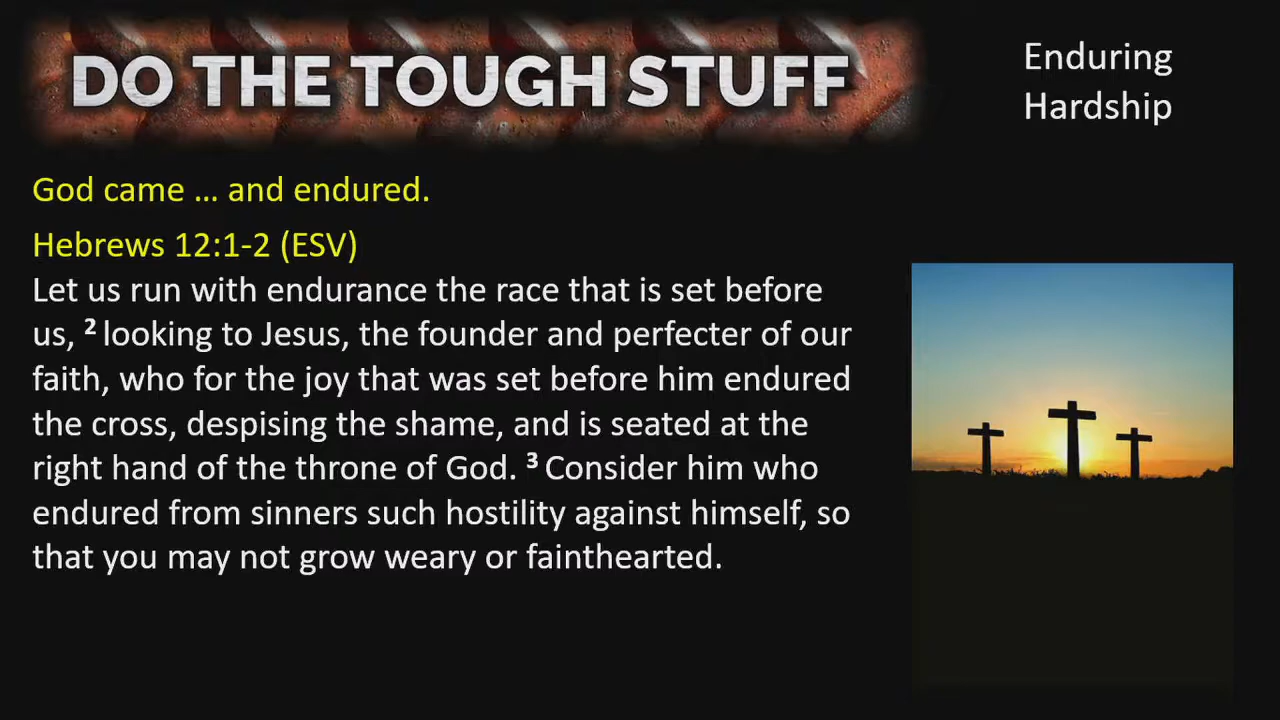 DO THE TOUGH STUFF
Enduring
Hardship
God came … and endured.
Hebrews 12:1-2 (ESV)
Let us run with endurance the race that is set before
us, ² looking to Jesus, the founder and perfecter of our
faith, who for the joy that was set before him endured
the cross, despising the shame, and is seated at the
right hand of the throne of God. ³ Consider him who
endured from sinners such hostility against himself, so
that you may not grow weary or fainthearted.